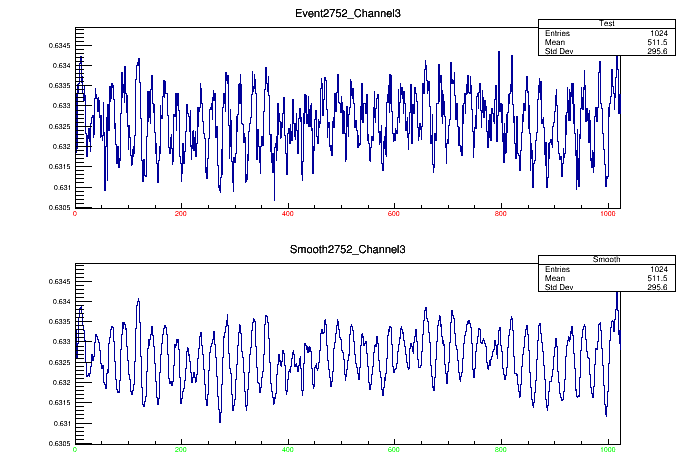 Event2752_Channel3
Test
Entries 1024
Mean 511.5
Std Dev 295.6
0.6345
0.634
0.6335
0.633
0.6325
0.632
0.6315
0.631
0.6305
0 200 400 600 800 1000
Smooth2752_Channel3
Smooth
Entries 1024
Mean 511.5
Std Dev 295.6
0.6345
0.634
0.6335
0.633
0.6325
0.632
0.6315
0.631
0.6305
0 200 400 600 800 1000